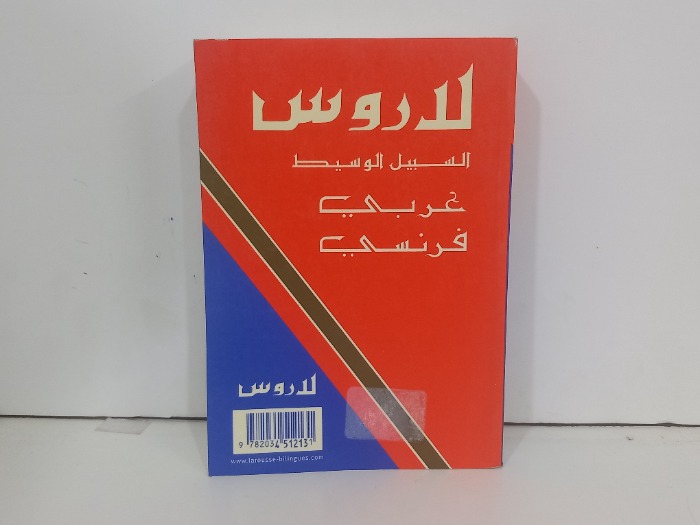 لاروس
السبيل الوسيط
عربي
فرنسي
لاروس
9 782034 512131
www.larousse-bilingues.com